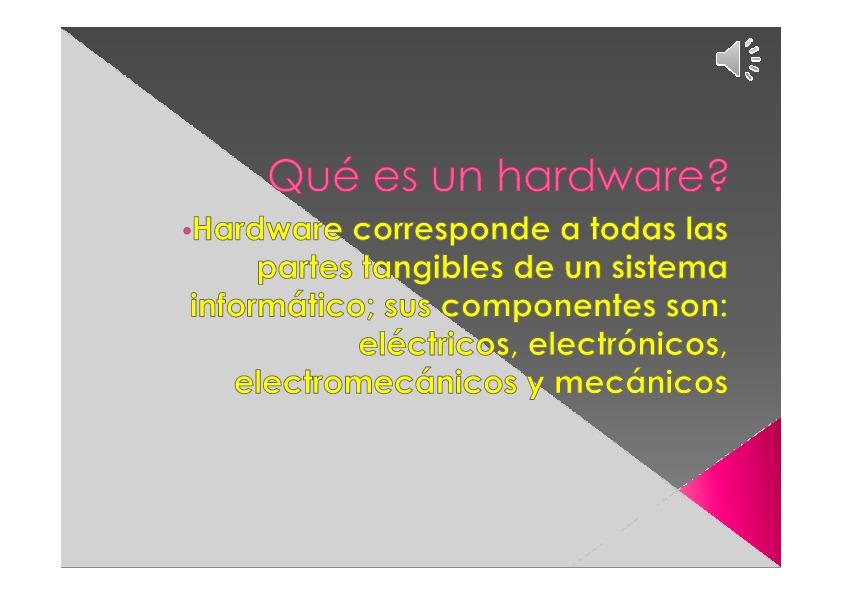 Qué es un hardware?
•Hardware corresponde a todas las
partes tangibles de un sistema
informático; sus componentes son:
eléctricos, electrónicos,
electromecánicos y mecánicos